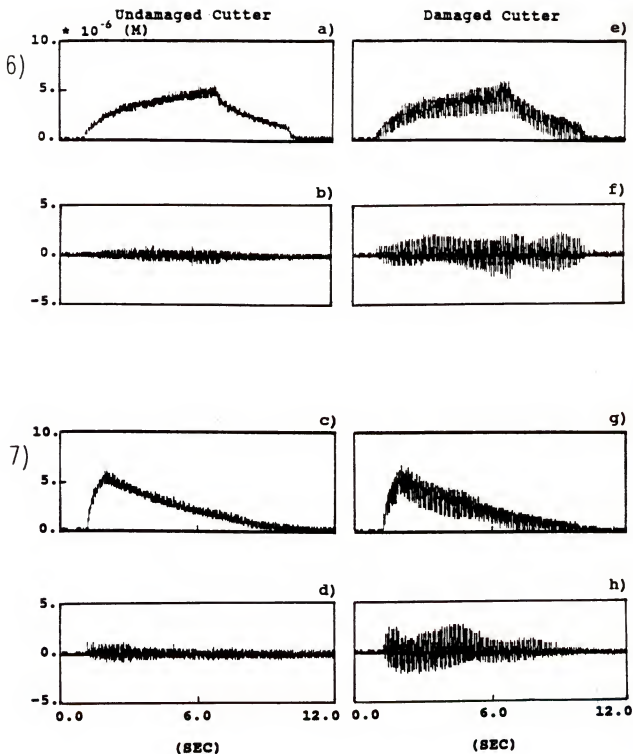 Undamaged Cutter Damaged Cutter
* 10⁻⁶ (M) a) e)
10.
6)
5.
0.
b) f)
5.
0.
-5.
c) g)
10.
7)
5.
0.
d) h)
5.
0.
-5.
0.0 6.0 12.0 0.0 6.0 12.0
(SEC) (SEC)